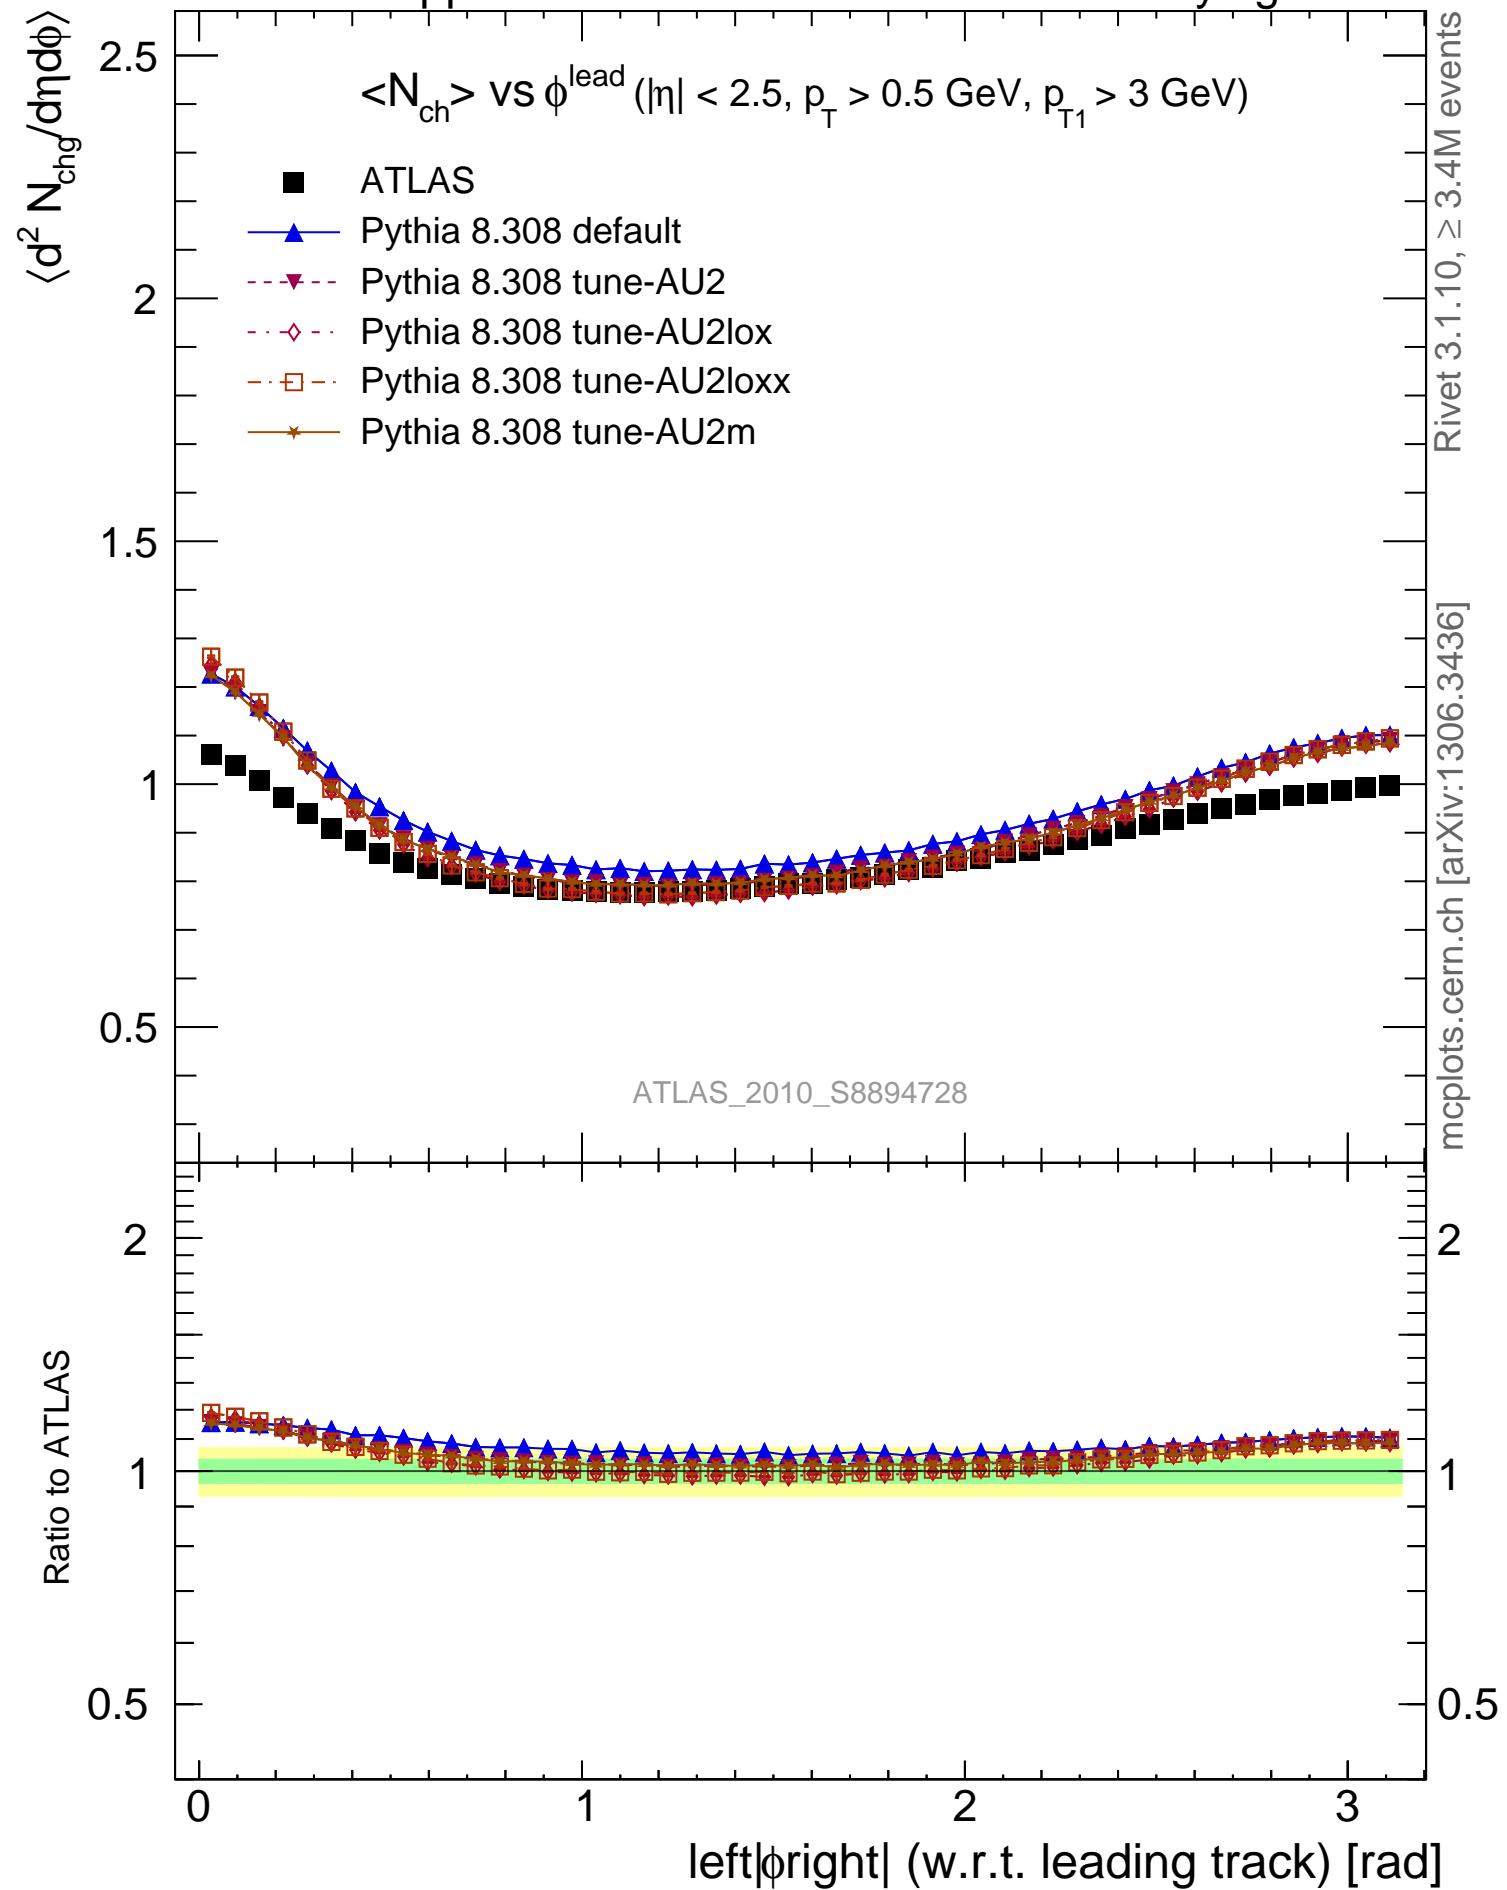 <N_ch> vs φ^lead (|η| < 2.5, p_T > 0.5 GeV, p_T1 > 3 GeV)
⟨d² N_chg/dηdφ⟩
ATLAS
Pythia 8.308 default
Pythia 8.308 tune-AU2
Pythia 8.308 tune-AU2lox
Pythia 8.308 tune-AU2loxx
Pythia 8.308 tune-AU2m
2.5
2
1.5
1
0.5
ATLAS_2010_S8894728
Rivet 3.1.10, ≥ 3.4M events
mcplots.cern.ch [arXiv:1306.3436]
Ratio to ATLAS
2
1
0.5
2
1
0.5
0
1
2
3
left|φright| (w.r.t. leading track) [rad]